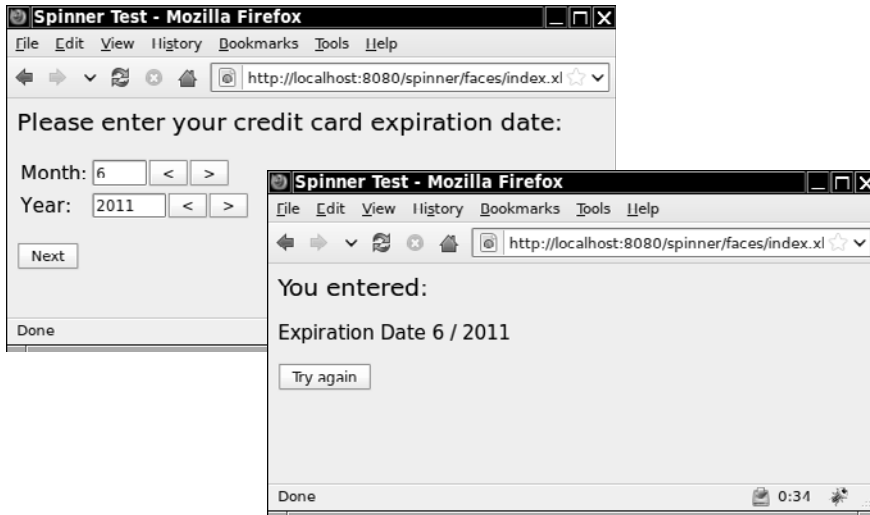 Spinner Test - Mozilla Firefox
File Edit View History Bookmarks Tools Help
http://localhost:8080/spinner/faces/index.xl
Please enter your credit card expiration date:
Month: 6 < >
Year: 2011 < >
Next
Done
Spinner Test - Mozilla Firefox
File Edit View History Bookmarks Tools Help
http://localhost:8080/spinner/faces/index.xl
You entered:
Expiration Date 6 / 2011
Try again
Done 0:34